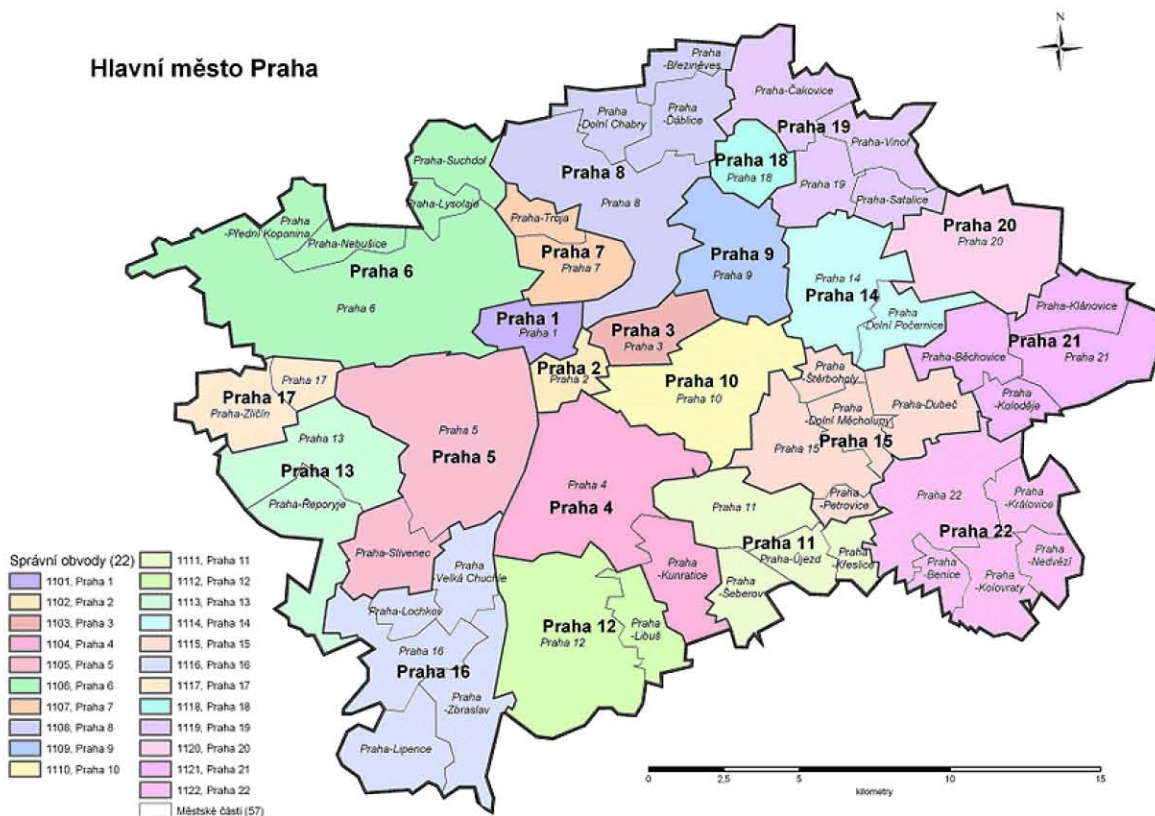 Hlavní město Praha
N
Praha
-Březiněves
Praha-Čakovice
Praha
-Dolní Chabry
Praha
-Ďáblice
Praha 19
Praha-Vinoř
Praha-Suchdol
Praha 18
Praha 18
Praha 8
Praha 8
Praha 19
Praha-Satalice
Praha-Lysolaje
Praha-Troja
Praha
-Přední Kopanina
Praha-Nebušice
Praha 6
Praha 6
Praha 7
Praha 7
Praha 9
Praha 9
Praha 20
Praha 20
Praha 14
Praha 14
Praha
-Dolní Počernice
Praha-Klánovice
Praha 21
Praha 21
Praha-Běchovice
Praha
-Koloděje
Praha 1
Praha 1
Praha 3
Praha 3
Praha 2
Praha 2
Praha 10
Praha 10
Praha
-Štěrboholy
Praha-Dubeč
Praha
-Dolní Měcholupy
Praha 15
Praha 15
Praha
-Petrovice
Praha 17
Praha 17
Praha-Zličín
Praha 13
Praha 13
Praha-Řeporyje
Praha 5
Praha 5
Praha-Slivenec
Praha 4
Praha 4
Praha
-Kunratice
Praha 11
Praha 11
Praha-Újezd
Praha
-Křeslice
Praha
-Šeberov
Praha 22
Praha 22
Praha
-Královice
Praha
-Nedvězí
Praha
-Benice
Praha
-Kolovraty
Praha
-Velká Chuchle
Praha-Lochkov
Praha 16
Praha 16
Praha
-Zbraslav
Praha-Lipence
Praha 12
Praha 12
Praha
-Libuš
Správní obvody (22)
1101, Praha 1
1102, Praha 2
1103, Praha 3
1104, Praha 4
1105, Praha 5
1106, Praha 6
1107, Praha 7
1108, Praha 8
1109, Praha 9
1110, Praha 10
1111, Praha 11
1112, Praha 12
1113, Praha 13
1114, Praha 14
1115, Praha 15
1116, Praha 16
1117, Praha 17
1118, Praha 18
1119, Praha 19
1120, Praha 20
1121, Praha 21
1122, Praha 22
Městské části (57)
0 2,5 5 10 15
kilometry